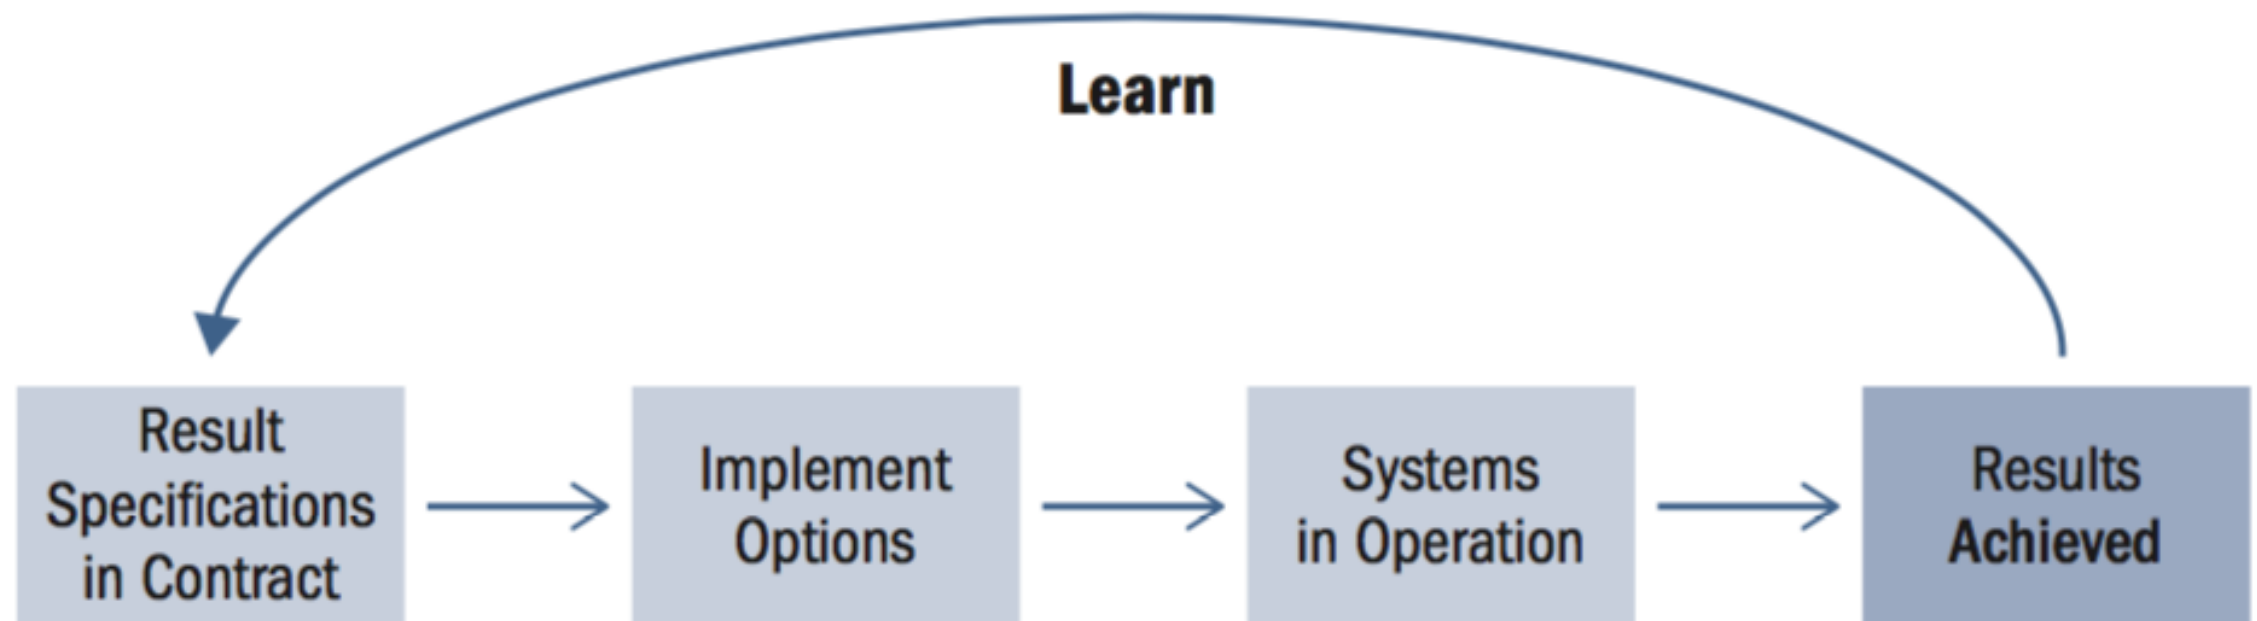 Learn
Result
Specifications
in Contract
Implement
Options
Systems
in Operation
Results
Achieved